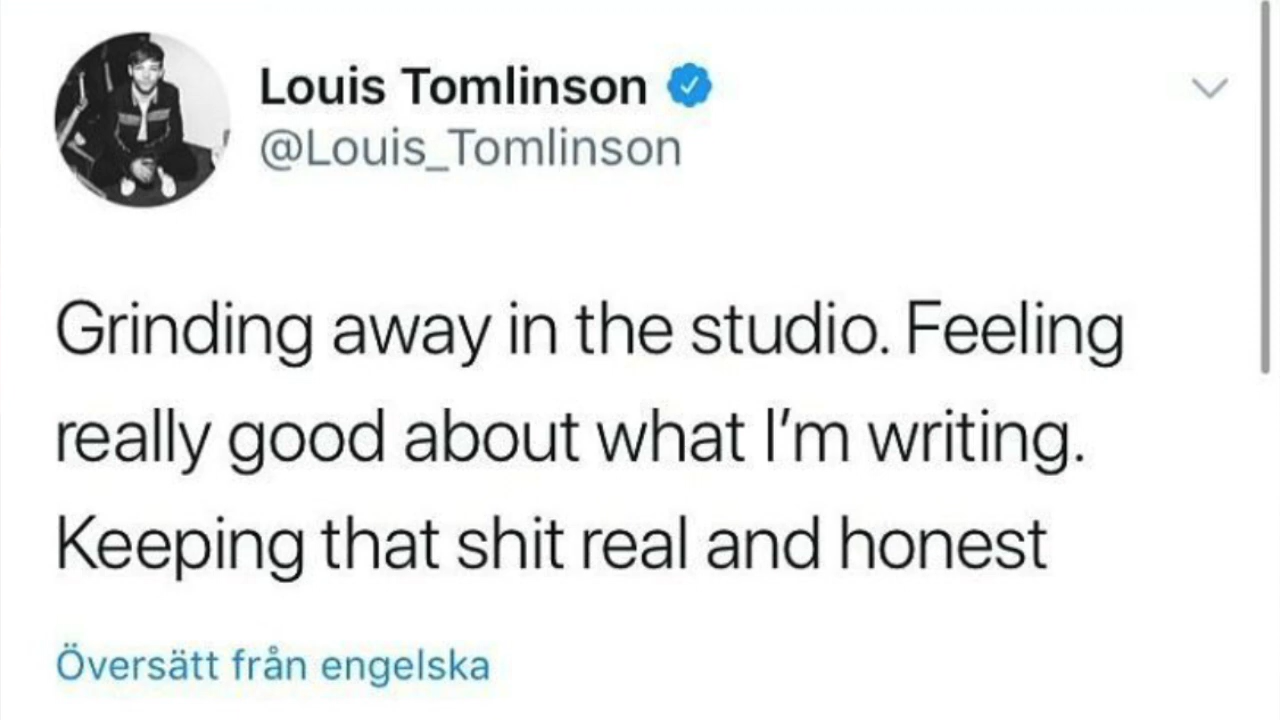 Louis Tomlinson
@Louis_Tomlinson
Grinding away in the studio. Feeling
really good about what I'm writing.
Keeping that shit real and honest
Översätt från engelska